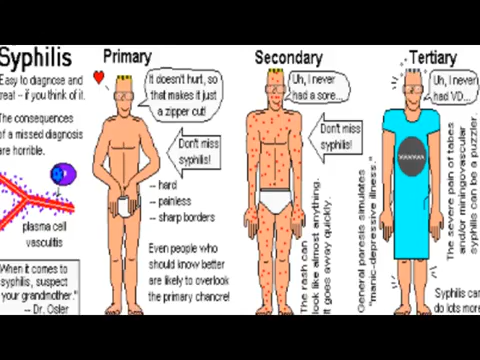 Syphilis
Easy to diagnose and
treat -- if you think of it.
The consequences
of a missed diagnosis
are horrible.
plasma cell
vasculitis
"When it comes to
syphilis, suspect
your grandmother."
-- Dr. Osler
Primary
It doesn't hurt, so
that makes it just
a zipper cut!
Don't miss
syphilis!
-- hard
-- painless
-- sharp borders
Even people who
should know better
are likely to overlook
the primary chancre!
Secondary
Uh, I never
had a sore...
Don't miss
syphilis!
The rash can
look like almost anything.
It goes away quickly.
General paresis simulates
"manic-depressive illness."
Tertiary
Uh, I never
had VD...
The severe pain of tabes
and/or miningovascular
syphilis can be a puzzler.
Syphilis can
do lots more